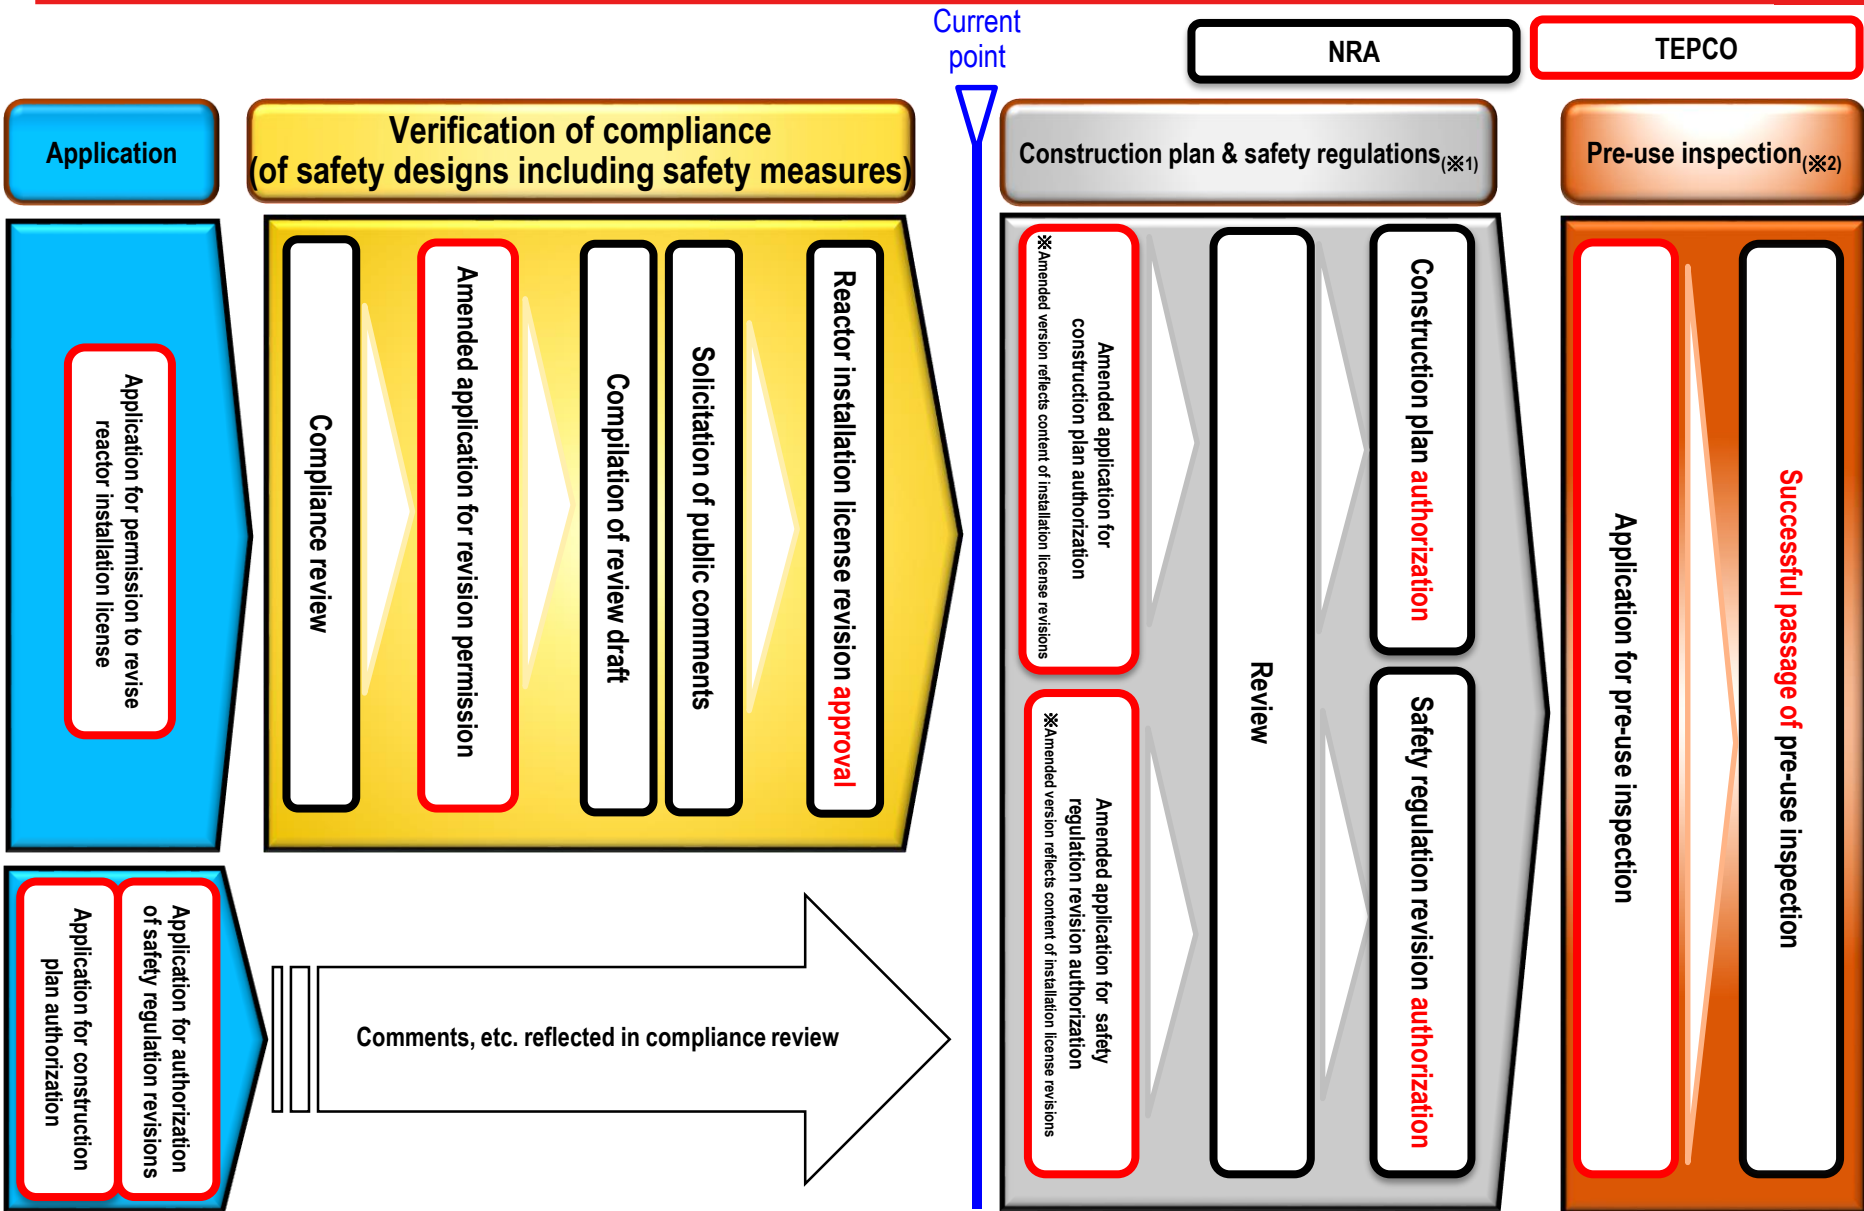 Current
point
NRA
TEPCO
Application
Verification of compliance
(of safety designs including safety measures)
Construction plan & safety regulations(※1)
Pre-use inspection(※2)
Application for permission to revise
reactor installation license
Compliance review
Amended application for revision permission
Compilation of review draft
Solicitation of public comments
Reactor installation license revision approval
Amended application for
construction plan authorization
※Amended version reflects content of installation license revisions
Amended application for safety
regulation revision authorization
※Amended version reflects content of installation license revisions
Review
Construction plan authorization
Safety regulation revision authorization
Application for pre-use inspection
Successful passage of pre-use inspection
Application for authorization
of safety regulation revisions
Application for construction
plan authorization
Comments, etc. reflected in compliance review